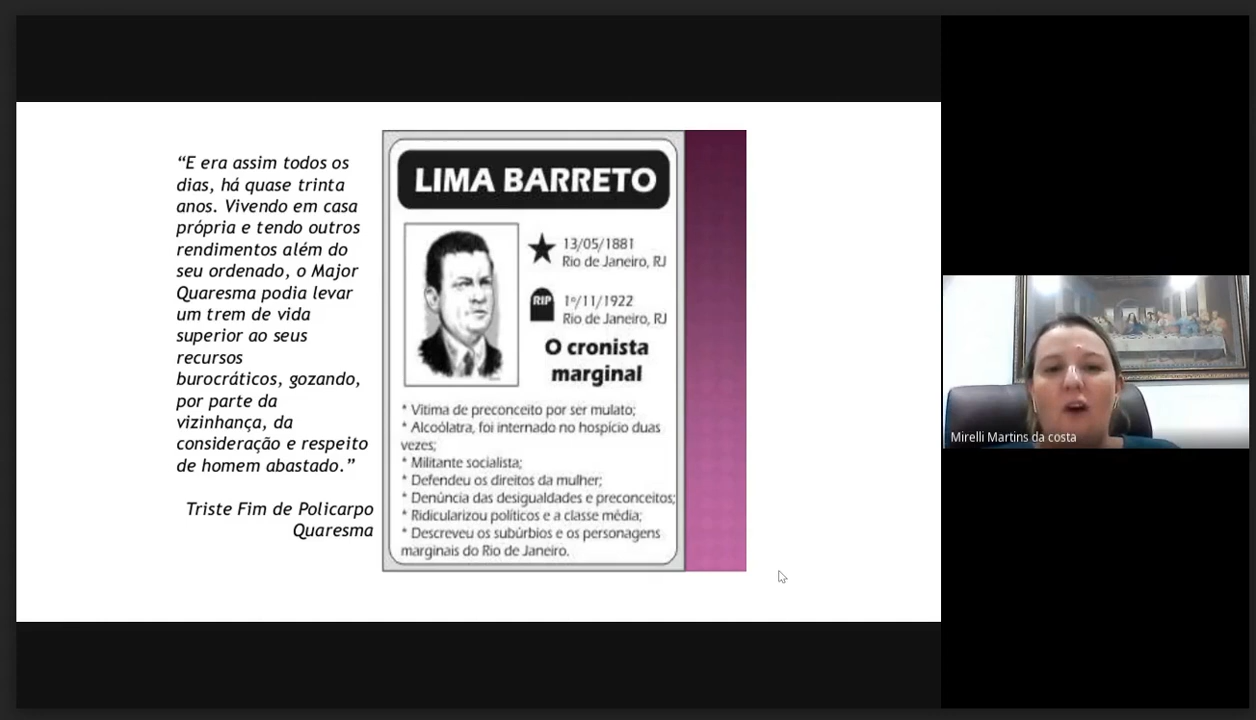 “E era assim todos os
dias, há quase trinta
anos. Vivendo em casa
própria e tendo outros
rendimentos além do
seu ordenado, o Major
Quaresma podia levar
um trem de vida
superior ao seus
recursos
burocráticos, gozando,
por parte da
vizinhança, da
consideração e respeito
de homem abastado.”
Triste Fim de Policarpo
Quaresma
LIMA BARRETO
13/05/1881
Rio de Janeiro, RJ
RIP
1º/11/1922
Rio de Janeiro, RJ
O cronista
marginal
* Vítima de preconceito por ser mulato;
* Alcoólatra, foi internado no hospício duas
vezes;
* Militante socialista;
* Defendeu os direitos da mulher;
* Denúncia das desigualdades e preconceitos;
* Ridicularizou políticos e a classe média;
* Descreveu os subúrbios e os personagens
marginais do Rio de Janeiro.
Mirelli Martins da costa